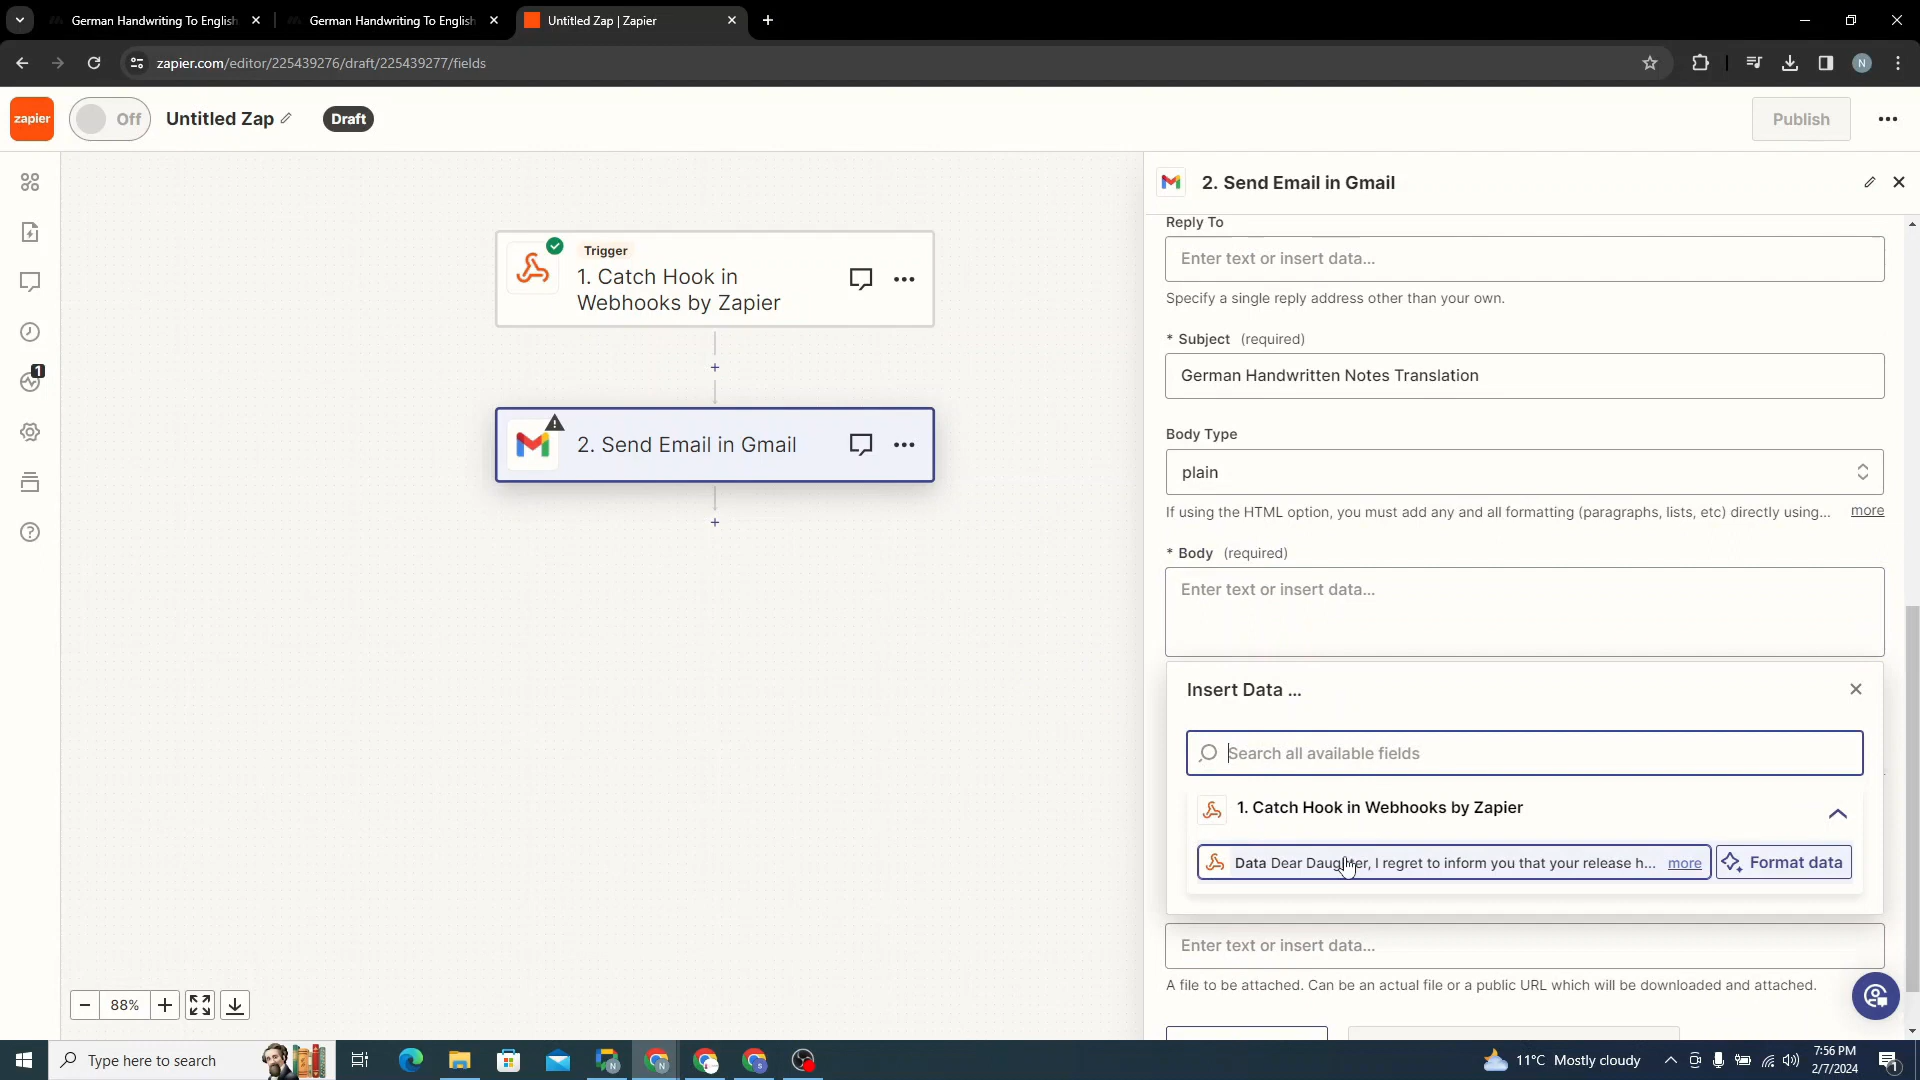 German Handwriting To English
German Handwriting To English
Untitled Zap | Zapier
zapier.com/editor/225439276/draft/225439277/fields
N
zapier
Off
Untitled Zap
Draft
Publish
1
Trigger
1. Catch Hook in
Webhooks by Zapier
2. Send Email in Gmail
88%
2. Send Email in Gmail
Reply To
Enter text or insert data...
Specify a single reply address other than your own.
* Subject (required)
German Handwritten Notes Translation
Body Type
plain
If using the HTML option, you must add any and all formatting (paragraphs, lists, etc) directly using... more
* Body (required)
Enter text or insert data...
Insert Data ...
Search all available fields
1. Catch Hook in Webhooks by Zapier
Data Dear Daughter, I regret to inform you that your release h... more
Format data
Enter text or insert data...
A file to be attached. Can be an actual file or a public URL which will be downloaded and attached.
Type here to search
11°C Mostly cloudy
7:56 PM
2/7/2024
1